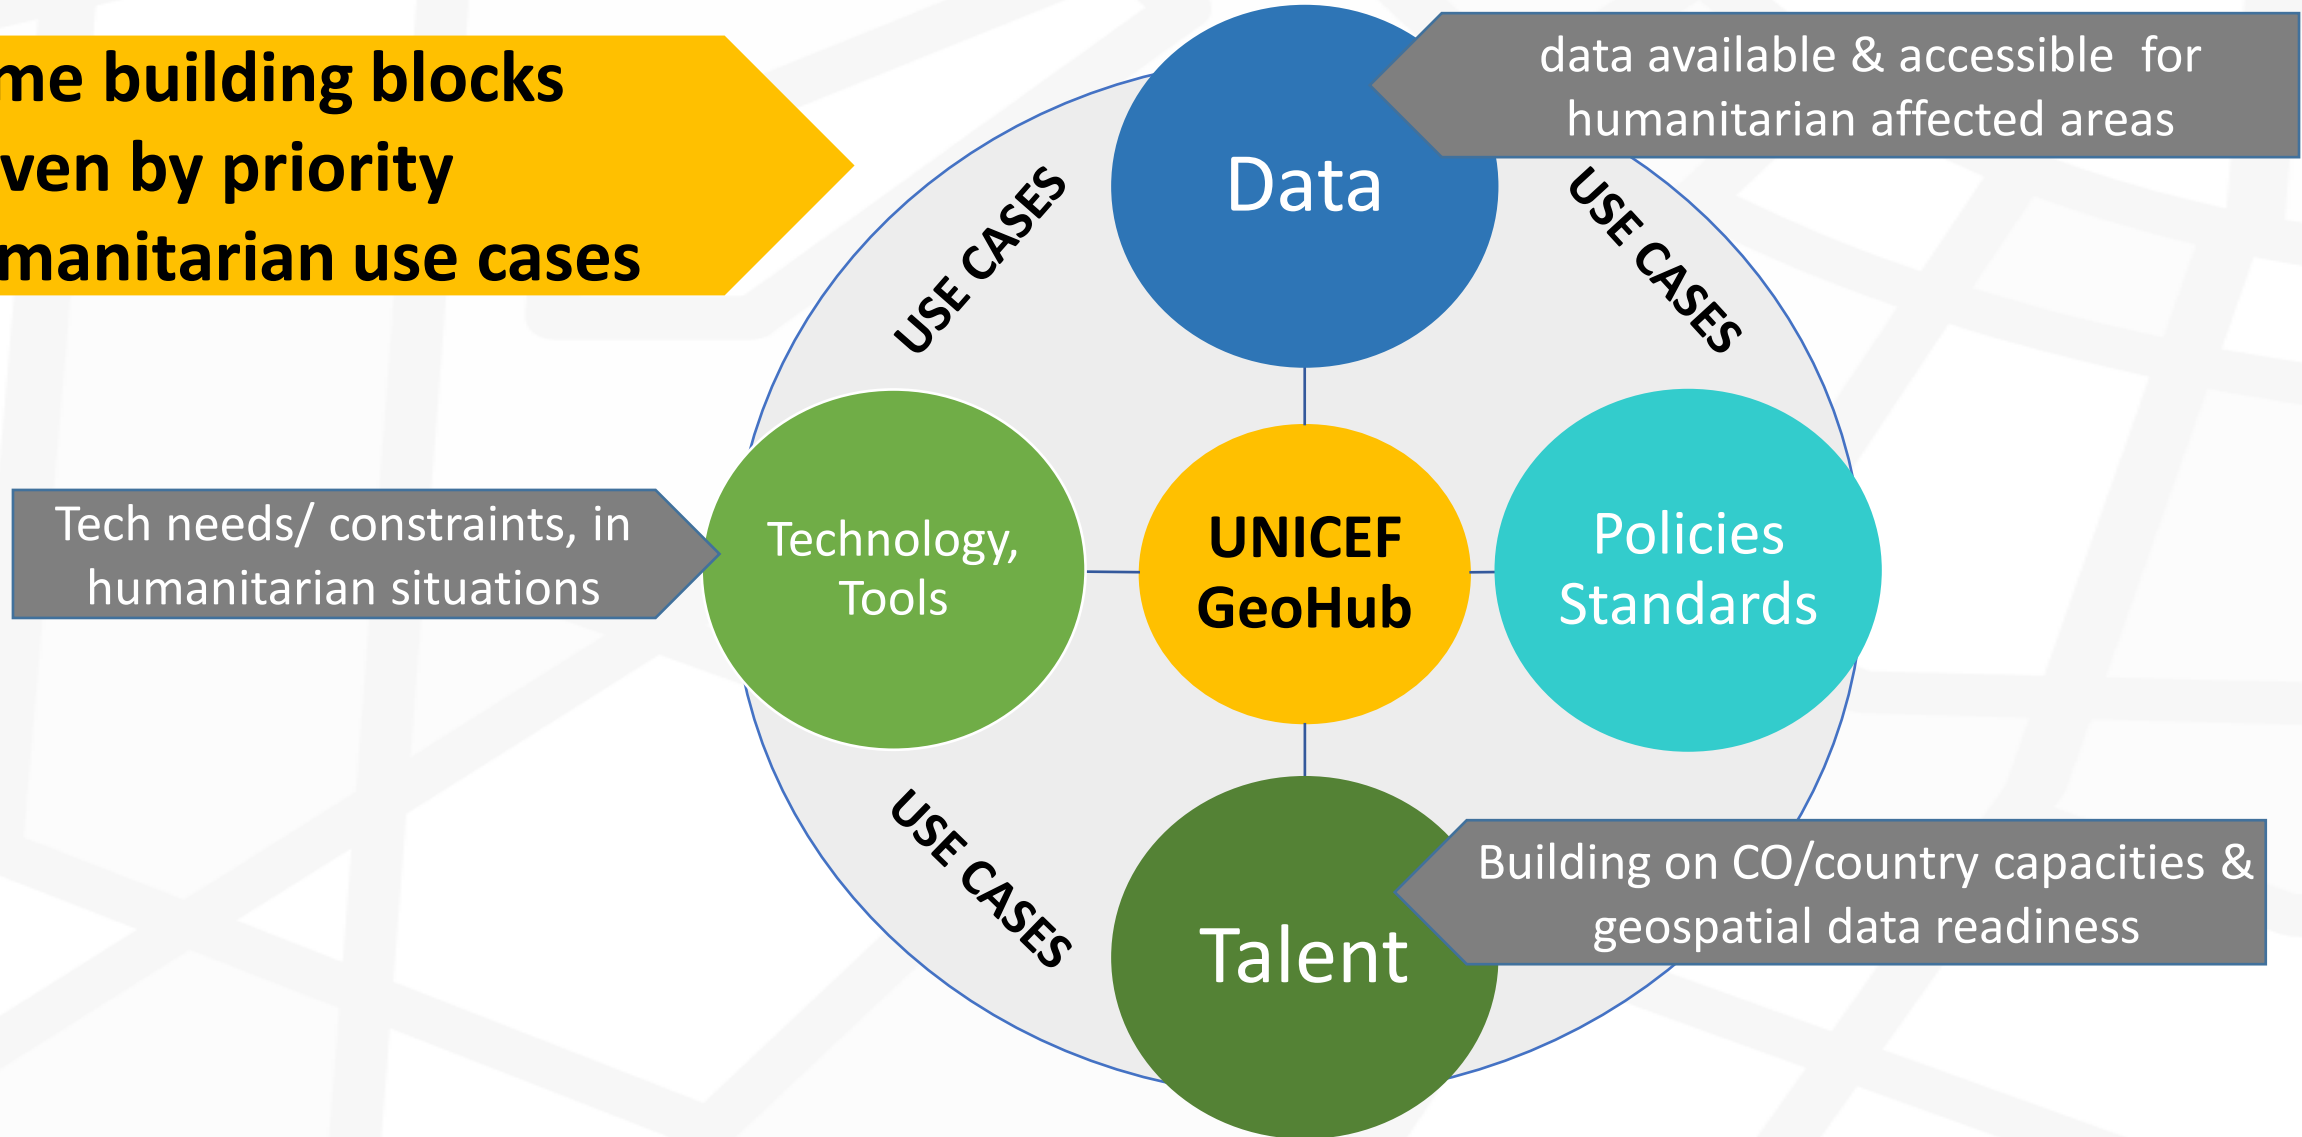 me building blocks
ven by priority
manitarian use cases
data available & accessible for
humanitarian affected areas
Data
USE CASES
USE CASES
Tech needs/ constraints, in
humanitarian situations
Technology,
Tools
UNICEF
GeoHub
Policies
Standards
USE CASES
Talent
Building on CO/country capacities &
geospatial data readiness